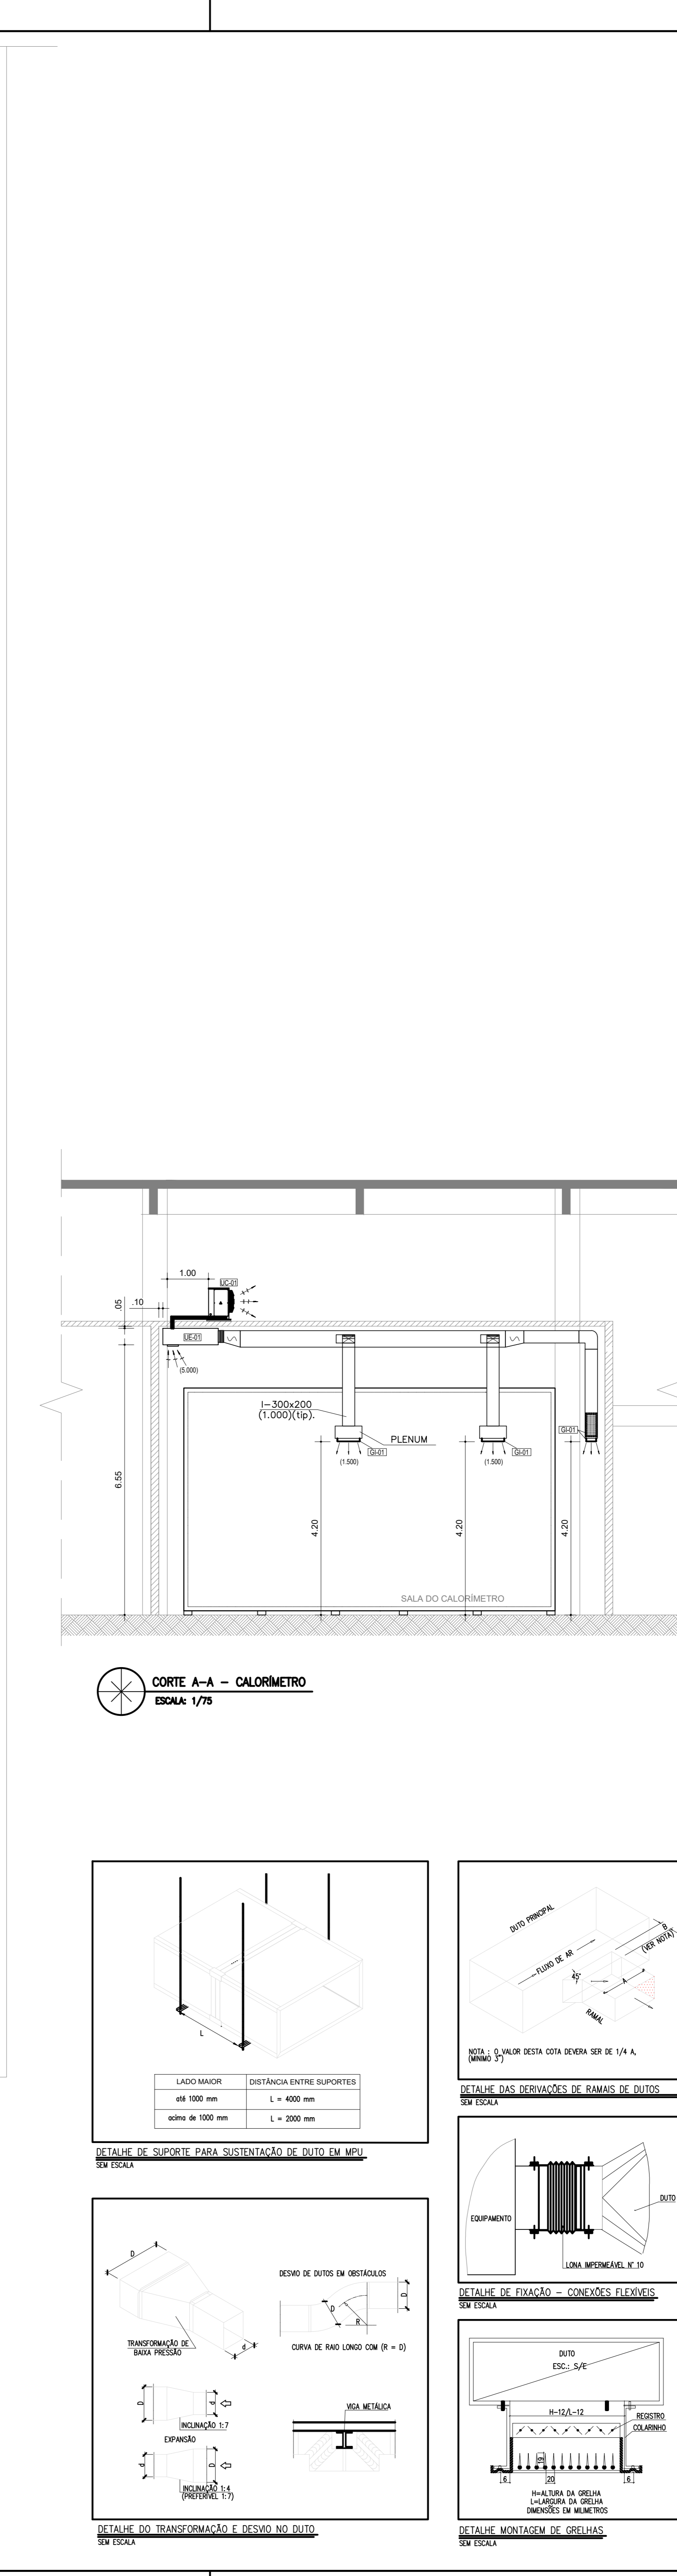 1.00
UC-01
.05
.10
UE-01
(5.000)
I-300x200
(1.000)(tip).
PLENUM
GI-01
(1.500)
GI-01
(1.500)
GI-01
6.55
4.20
4.20
4.20
SALA DO CALORÍMETRO
CORTE A-A - CALORÍMETRO
ESCALA: 1/75
L
LADO MAIOR
DISTÂNCIA ENTRE SUPORTES
até 1000 mm
L = 4000 mm
acima de 1000 mm
L = 2000 mm
DETALHE DE SUPORTE PARA SUSTENTAÇÃO DE DUTO EM MPU
SEM ESCALA
DUTO PRINCIPAL
FLUXO DE AR
B
(VER NOTA)
45°
A
RAMAL
NOTA : O VALOR DESTA COTA DEVERA SER DE 1/4 A,
(MINIMO 3")
DETALHE DAS DERIVAÇÕES DE RAMAIS DE DUTOS
SEM ESCALA
EQUIPAMENTO
DUTO
LONA IMPERMEÁVEL N° 10
DETALHE DE FIXAÇÃO - CONEXÕES FLEXÍVEIS
SEM ESCALA
D
TRANSFORMAÇÃO DE
BAIXA PRESSÃO
d
DESVIO DE DUTOS EM OBSTÁCULOS
D
D
R
CURVA DE RAIO LONGO COM (R = D)
D
d
INCLINAÇÃO 1:7
EXPANSÃO
d
D
INCLINAÇÃO 1:4
(PREFERÍVEL 1:7)
VIGA METÁLICA
DETALHE DO TRANSFORMAÇÃO E DESVIO NO DUTO
SEM ESCALA
DUTO
ESC.: S/E
H-12/L-12
REGISTRO
COLARINHO
19
6
20
6
H=ALTURA DA GRELHA
L=LARGURA DA GRELHA
DIMENSÕES EM MILIMETROS
DETALHE MONTAGEM DE GRELHAS
SEM ESCALA